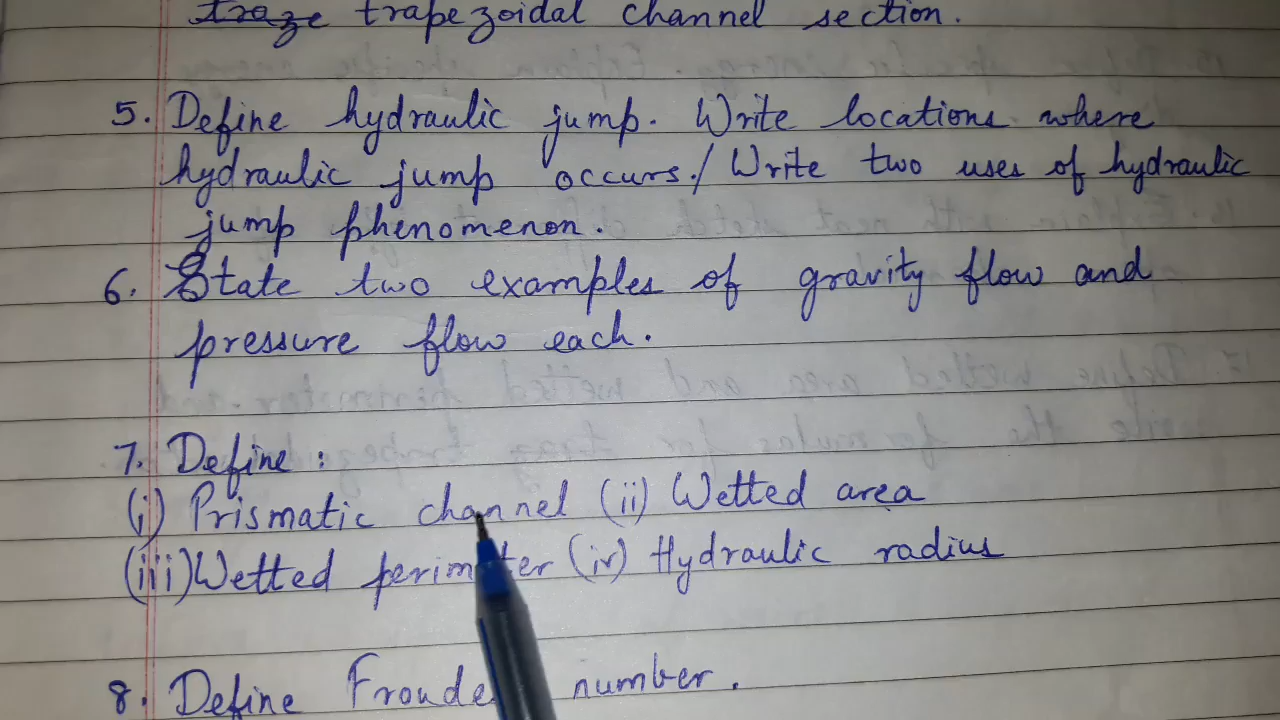 traze trapezoidal channel section.
5. Define hydraulic jump. Write locations where
hydraulic jump occurs./ Write two uses of hydraulic
jump phenomenon.
6. State two examples of gravity flow and
pressure flow each.
7. Define :
(i) Prismatic channel (ii) Wetted area
(iii) Wetted perimeter (iv) Hydraulic radius
8. Define Froude number.